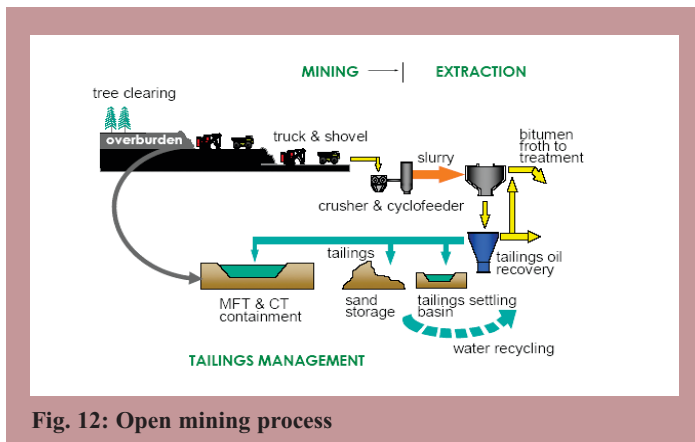 MINING
EXTRACTION
tree clearing
overburden
truck & shovel
slurry
bitumen
froth to
treatment
crusher & cyclofeeder
tailings
tailings oil
recovery
MFT & CT
containment
sand
storage
tailings settling
basin
water recycling
TAILINGS MANAGEMENT
Fig. 12: Open mining process